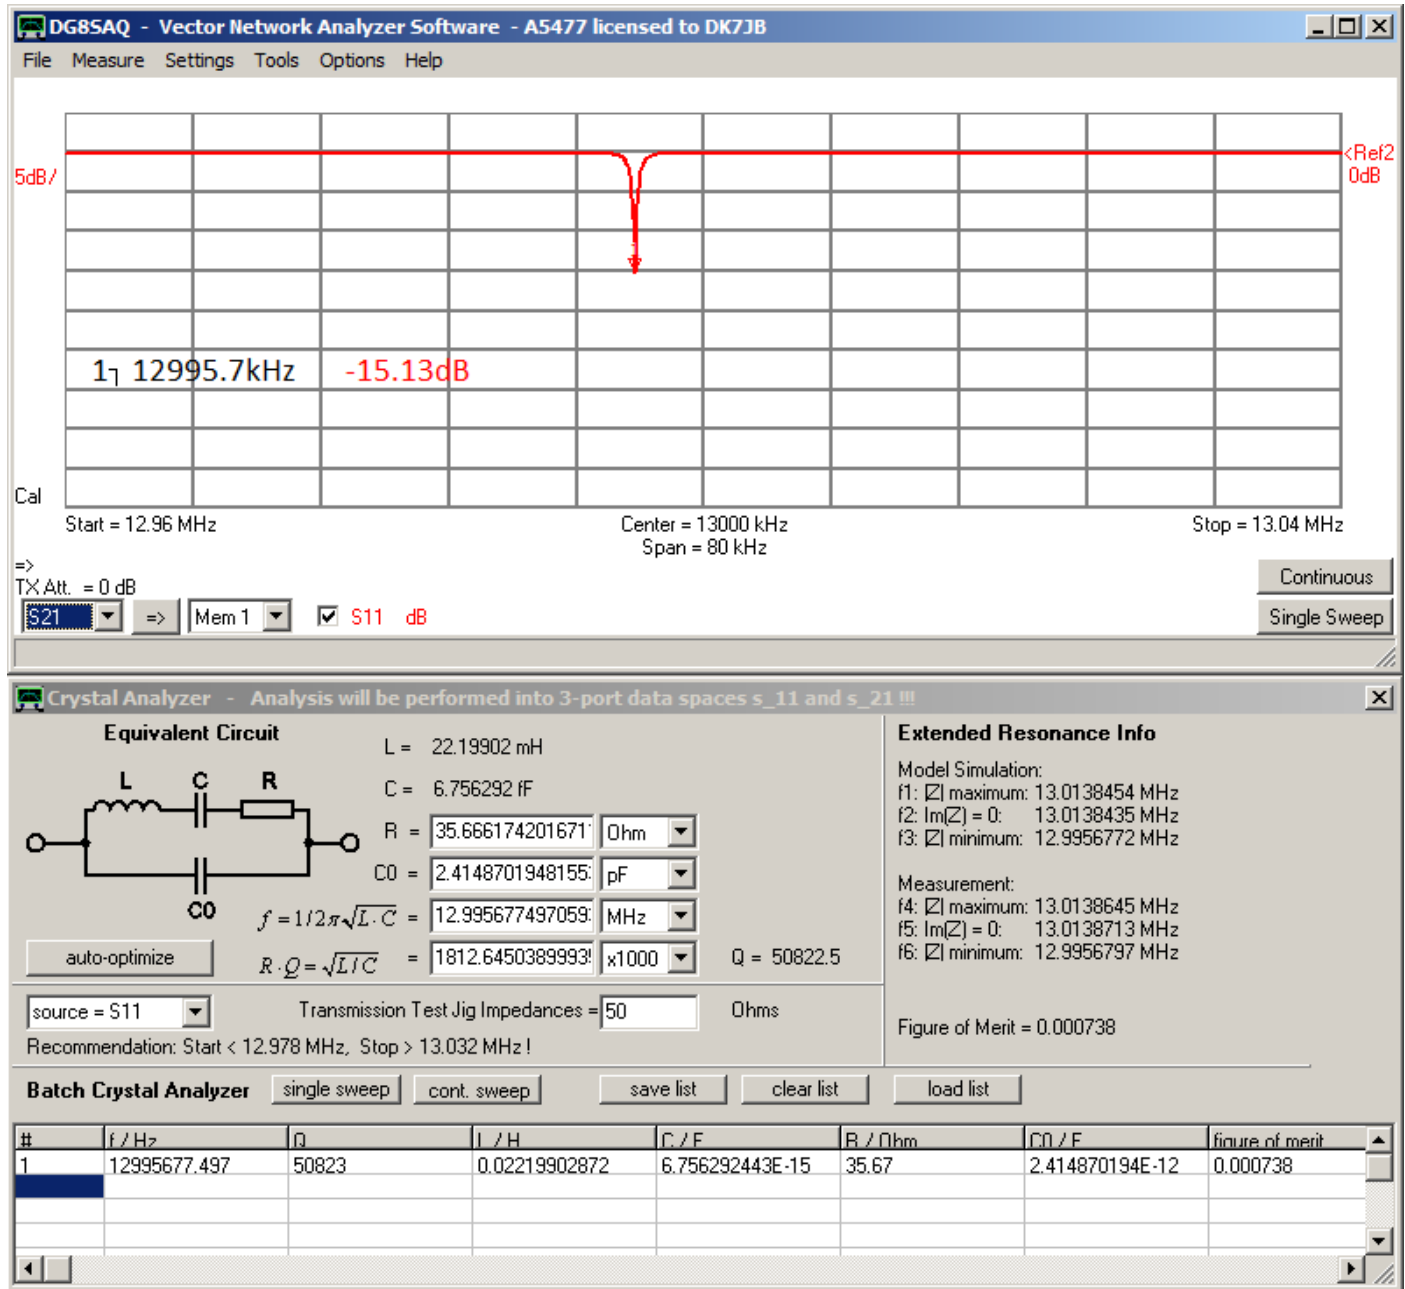 DG8SAQ - Vector Network Analyzer Software - A5477 licensed to DK7JB
File Measure Settings Tools Options Help
<Ref2
5dB/ 0dB
1 12995.7kHz -15.13dB
Cal
Start = 12.96 MHz Center = 13000 kHz Stop = 13.04 MHz
Span = 80 kHz
=>
TX Att. = 0 dB
Continuous
S21 => Mem 1 S11 dB Single Sweep
Crystal Analyzer - Analysis will be performed into 3-port data spaces s_11 and s_21 !!!
Equivalent Circuit
L C R
C0
L = 22.19902 mH
C = 6.756292 fF
R = 35.666174201671 Ohm
C0 = 2.4148701948155 pF
f = 1/2π√L·C = 12.995677497059 MHz
auto-optimize
R·Q = √L/C = 1812.6450389993 x1000 Q = 50822.5
Extended Resonance Info
Model Simulation:
f1: |Z| maximum: 13.0138454 MHz
f2: Im(Z) = 0: 13.0138435 MHz
f3: |Z| minimum: 12.9956772 MHz
Measurement:
f4: |Z| maximum: 13.0138645 MHz
f5: Im(Z) = 0: 13.0138713 MHz
f6: |Z| minimum: 12.9956797 MHz
Figure of Merit = 0.000738
source = S11 Transmission Test Jig Impedances = 50 Ohms
Recommendation: Start < 12.978 MHz, Stop > 13.032 MHz !
Batch Crystal Analyzer single sweep cont. sweep save list clear list load list
# f / Hz Q L / H C / F R / Ohm C0 / F figure of merit
1 12995677.497 50823 0.02219902872 6.756292443E-15 35.67 2.414870194E-12 0.000738